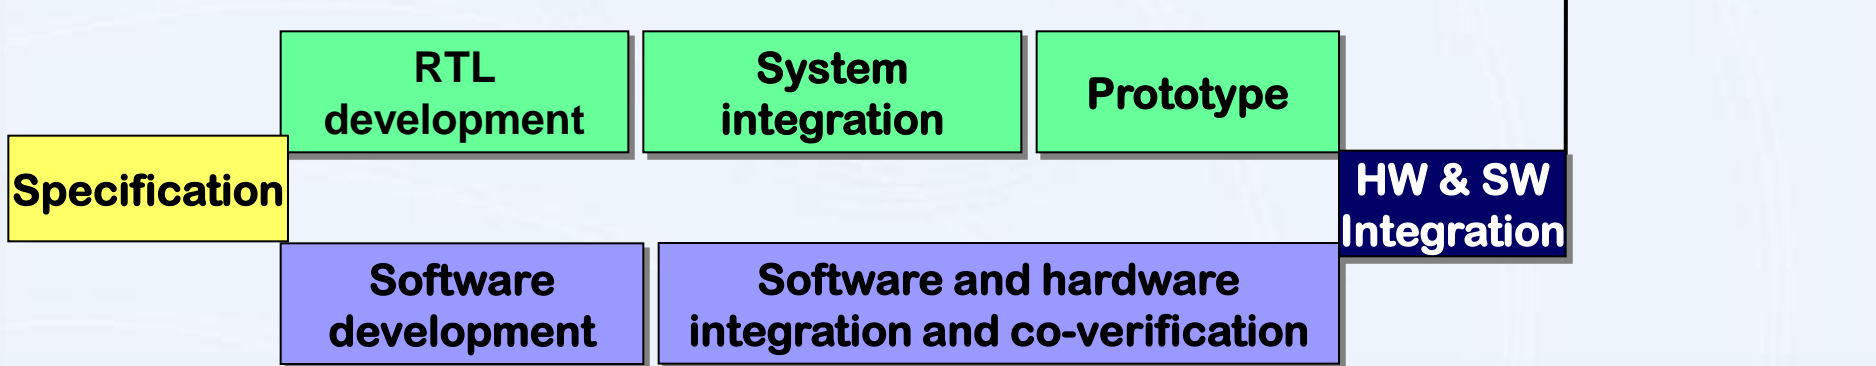 RTL
development
System
integration
Prototype
Specification
HW & SW
Integration
Software
development
Software and hardware
integration and co-verification